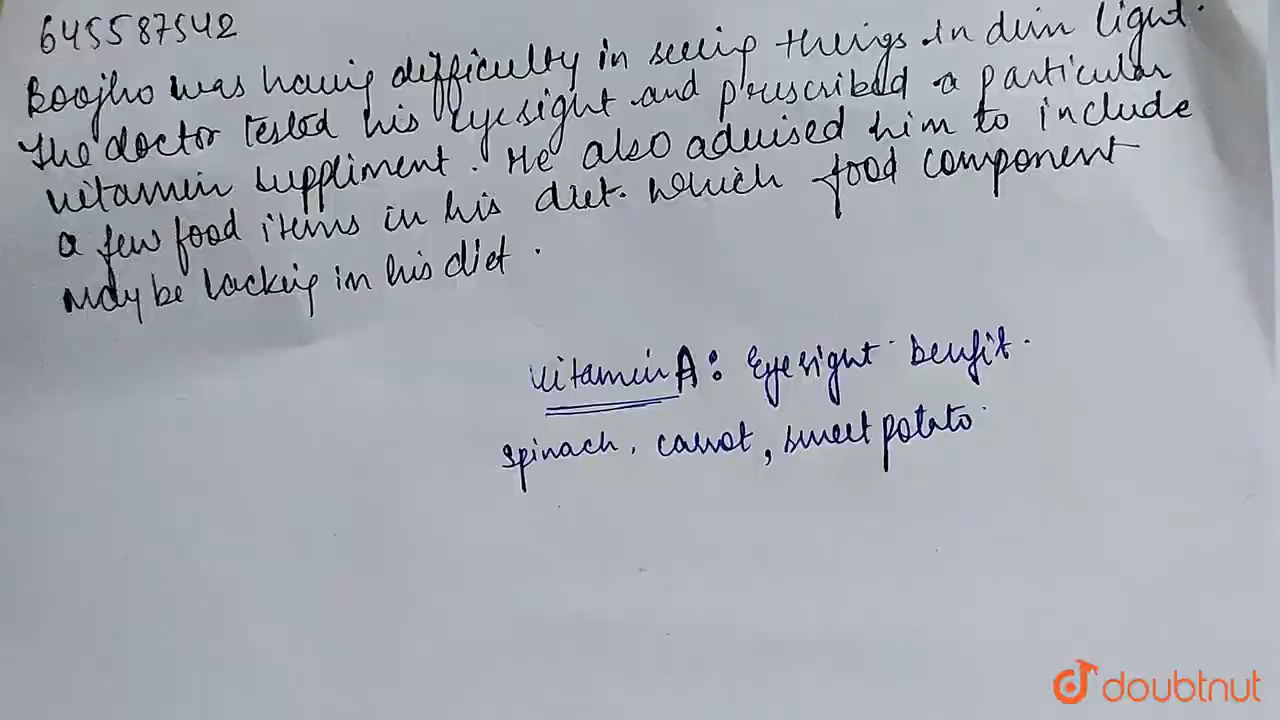 645587542
Boojho was having difficulty in seeing things in dim light.
The doctor tested his eyesight and prescribed a particular
vitamin suppliment. He also advised him to include
a few food items in his diet. which food component
may be lacking in his diet.
vitamin A: Eyesight benfit.
spinach, carrot, sweet potato
doubtnut